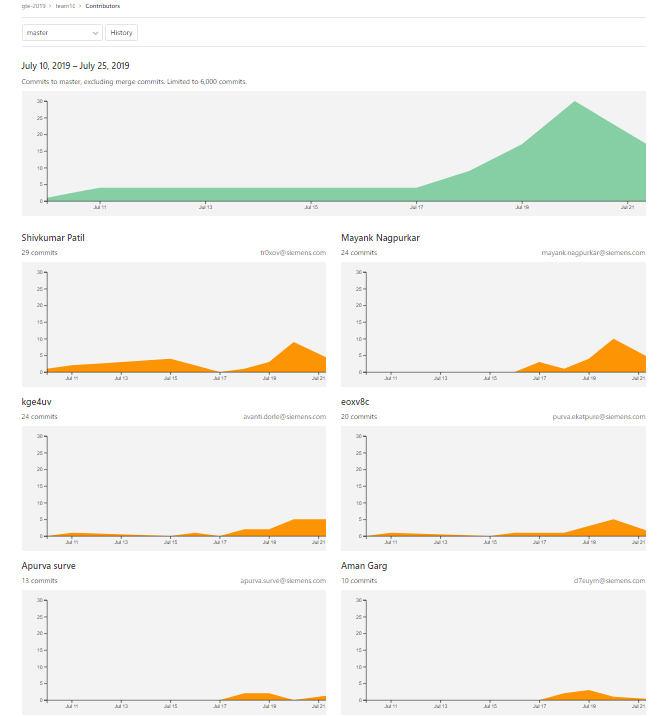 gte-2019 › team10 › Contributors
master History
July 10, 2019 – July 25, 2019
Commits to master, excluding merge commits. Limited to 6,000 commits.
30
25
20
15
10
5
0
Jul 11 Jul 13 Jul 15 Jul 17 Jul 19 Jul 21
Shivkumar Patil
29 commits tr0xov@siemens.com
30
25
20
15
10
5
0
Jul 11 Jul 13 Jul 15 Jul 17 Jul 19 Jul 21
Mayank Nagpurkar
24 commits mayank.nagpurkar@siemens.com
30
25
20
15
10
5
0
Jul 11 Jul 13 Jul 15 Jul 17 Jul 19 Jul 21
kge4uv
24 commits avanti.dorle@siemens.com
30
25
20
15
10
5
0
Jul 11 Jul 13 Jul 15 Jul 17 Jul 19 Jul 21
eoxv8c
20 commits purva.ekatpure@siemens.com
30
25
20
15
10
5
0
Jul 11 Jul 13 Jul 15 Jul 17 Jul 19 Jul 21
Apurva surve
13 commits apurva.surve@siemens.com
30
25
20
15
10
5
0
Jul 11 Jul 13 Jul 15 Jul 17 Jul 19 Jul 21
Aman Garg
10 commits d7euym@siemens.com
30
25
20
15
10
5
0
Jul 11 Jul 13 Jul 15 Jul 17 Jul 19 Jul 21